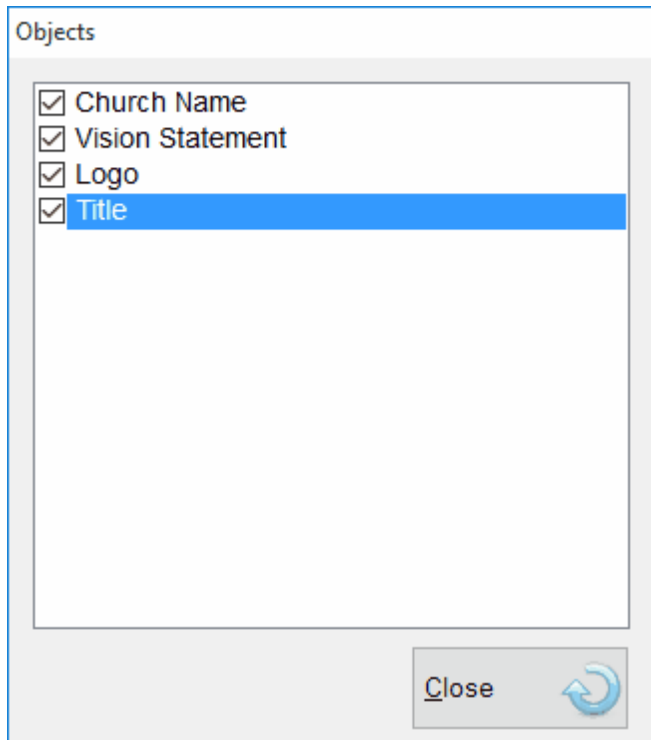 Objects
Church Name
Vision Statement
Logo
Title
Close